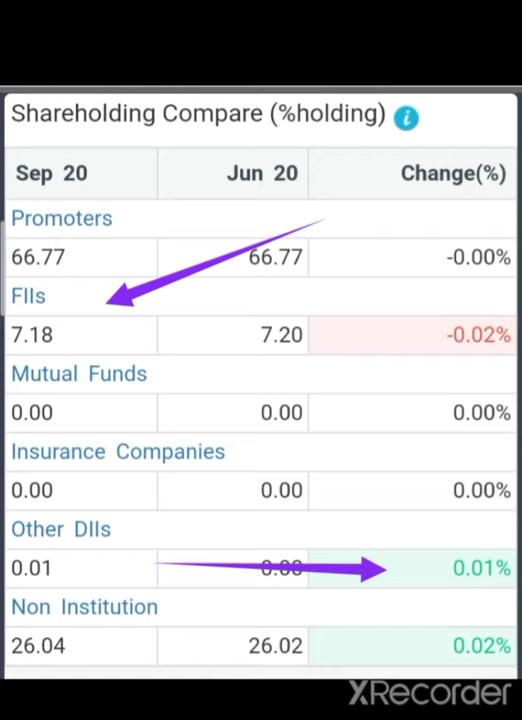 Shareholding Compare (%holding) i
Sep 20 Jun 20 Change(%)
Promoters
66.77 66.77 -0.00%
FIIs
7.18 7.20 -0.02%
Mutual Funds
0.00 0.00 0.00%
Insurance Companies
0.00 0.00 0.00%
Other DIIs
0.01 0.00 0.01%
Non Institution
26.04 26.02 0.02%
XRecorder